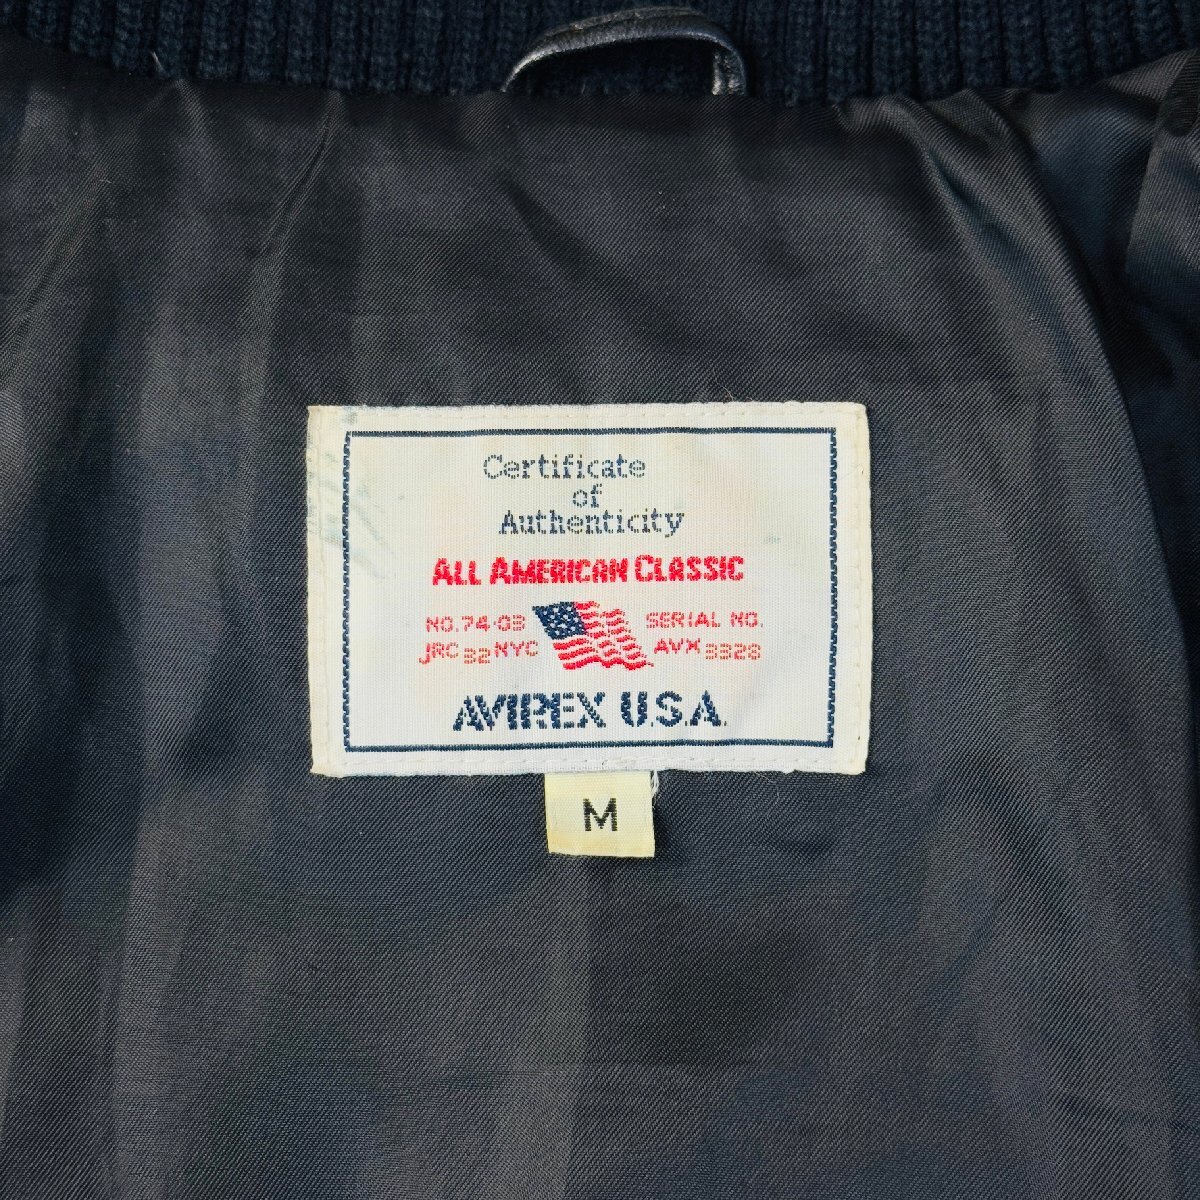 Certificate
of
Authenticity
ALL AMERICAN CLASSIC
NO.74-03 SERIAL NO.
JRC 32 NYC AVX 3328
AVIREX U.S.A.
M